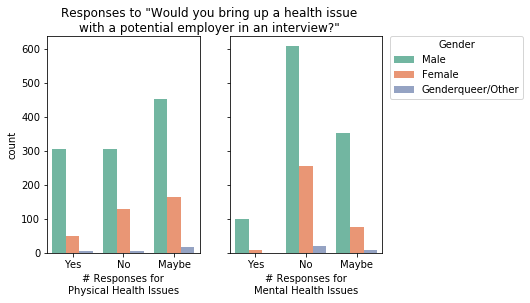 Responses to "Would you bring up a health issue
with a potential employer in an interview?"
Gender
Male
Female
Genderqueer/Other
count
600
500
400
300
200
100
0
Yes No Maybe
# Responses for
Physical Health Issues
Yes No Maybe
# Responses for
Mental Health Issues